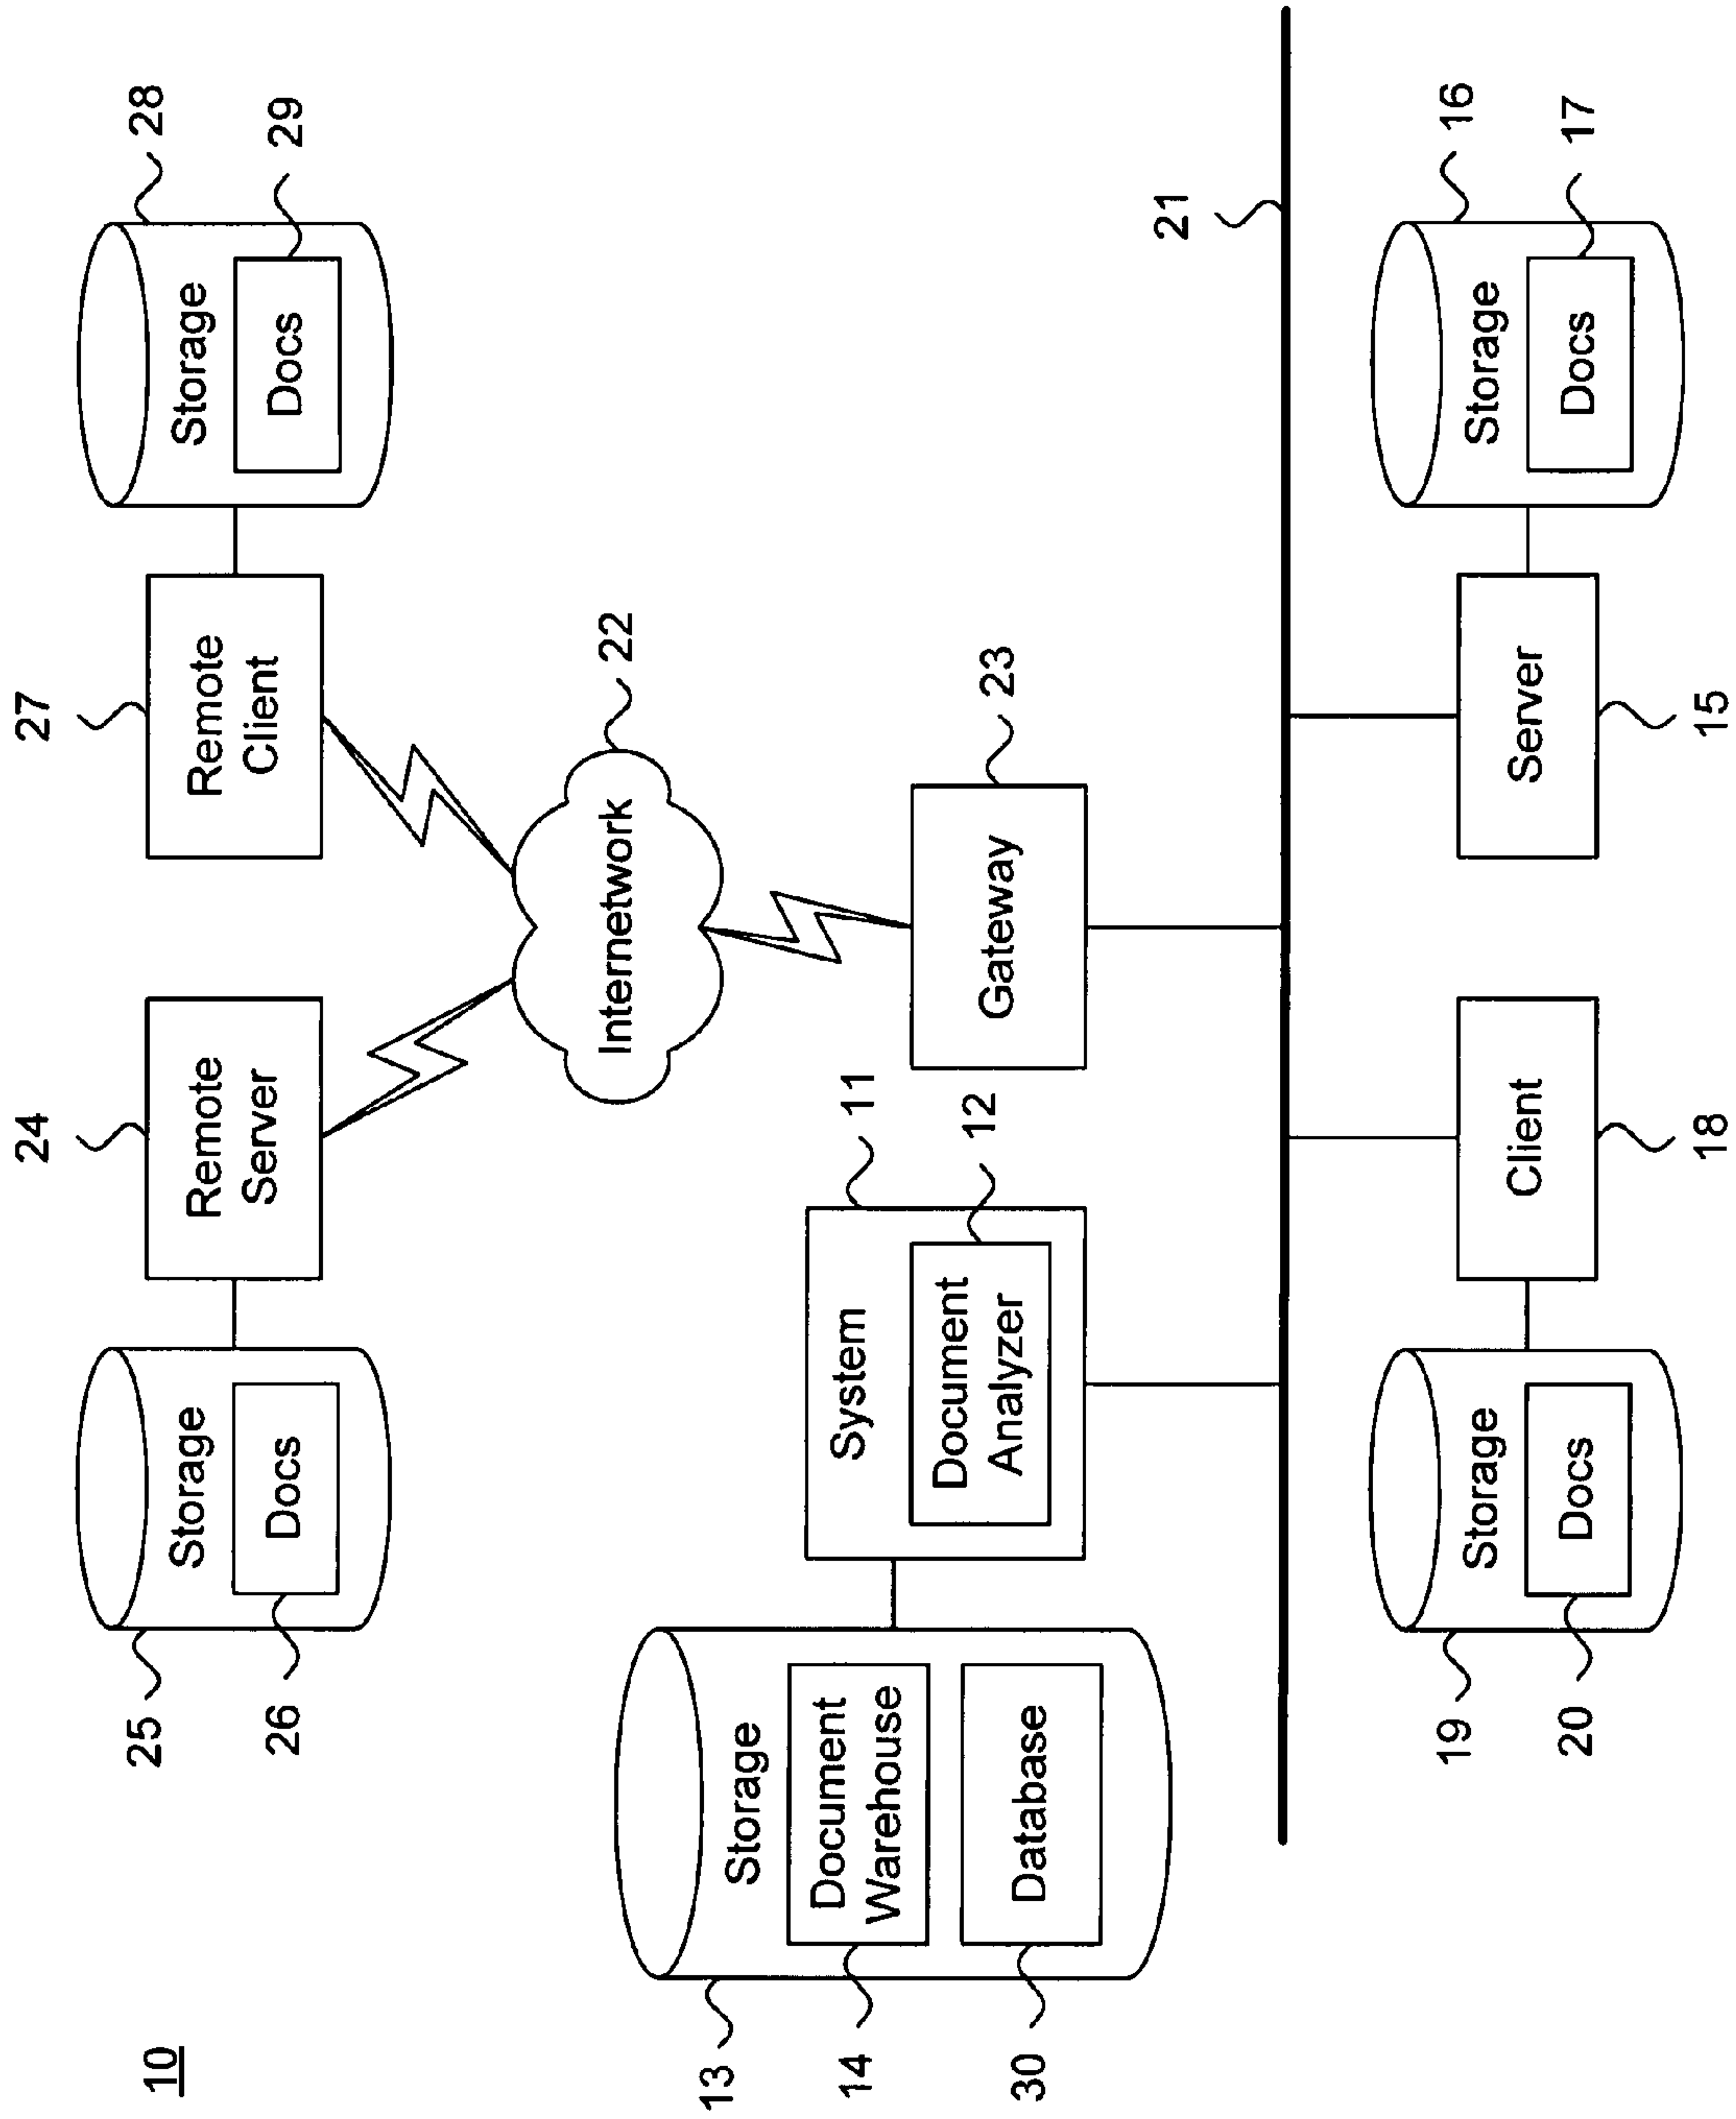 10
24
27
25
26
Storage
Docs
Remote
Server
Remote
Client
Storage
Docs
28
29
Internetwork
22
13
14
30
Storage
Document
Warehouse
Database
System
Document
Analyzer
11
12
Gateway
23
21
19
20
Storage
Docs
Client
18
Server
15
Storage
Docs
16
17